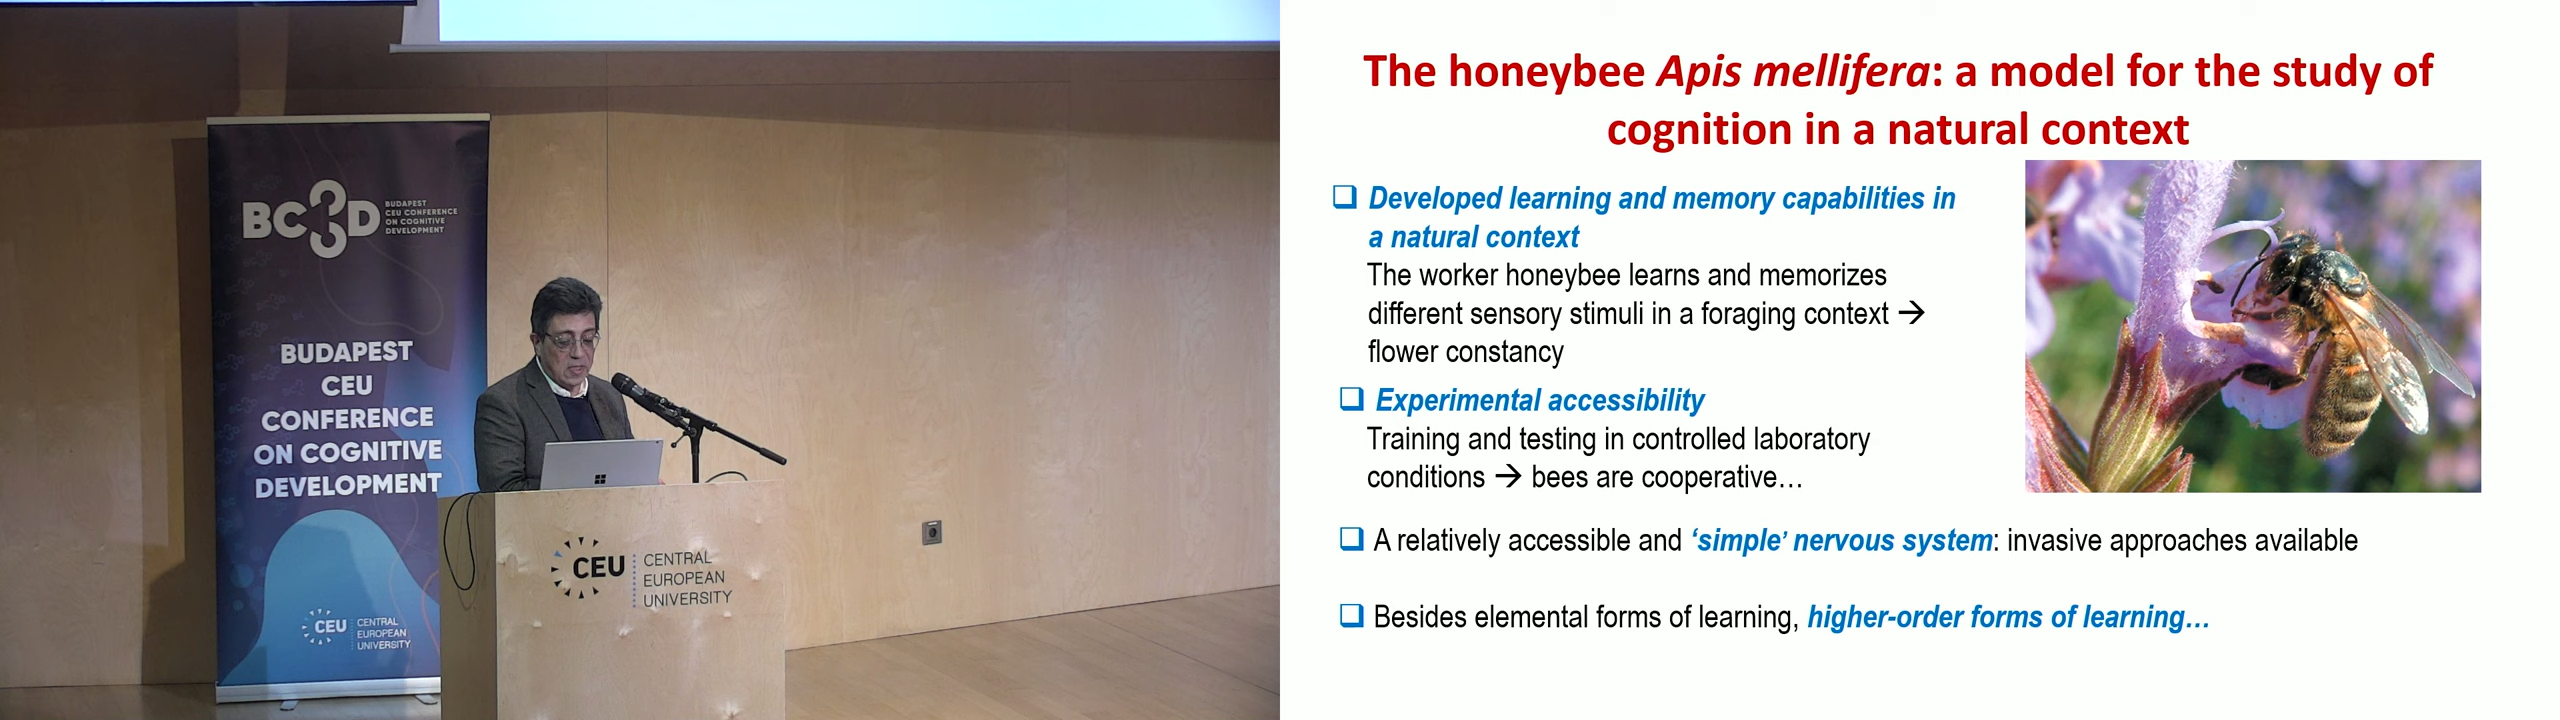 BC3D
BUDAPEST
CEU CONFERENCE
ON COGNITIVE
DEVELOPMENT
BUDAPEST
CEU
CONFERENCE
ON COGNITIVE
DEVELOPMENT
CEU
CENTRAL
EUROPEAN
UNIVERSITY
CEU
CENTRAL
EUROPEAN
UNIVERSITY
The honeybee Apis mellifera: a model for the study of
cognition in a natural context
Developed learning and memory capabilities in
a natural context
The worker honeybee learns and memorizes
different sensory stimuli in a foraging context →
flower constancy
Experimental accessibility
Training and testing in controlled laboratory
conditions → bees are cooperative…
A relatively accessible and ‘simple’ nervous system: invasive approaches available
Besides elemental forms of learning, higher-order forms of learning…